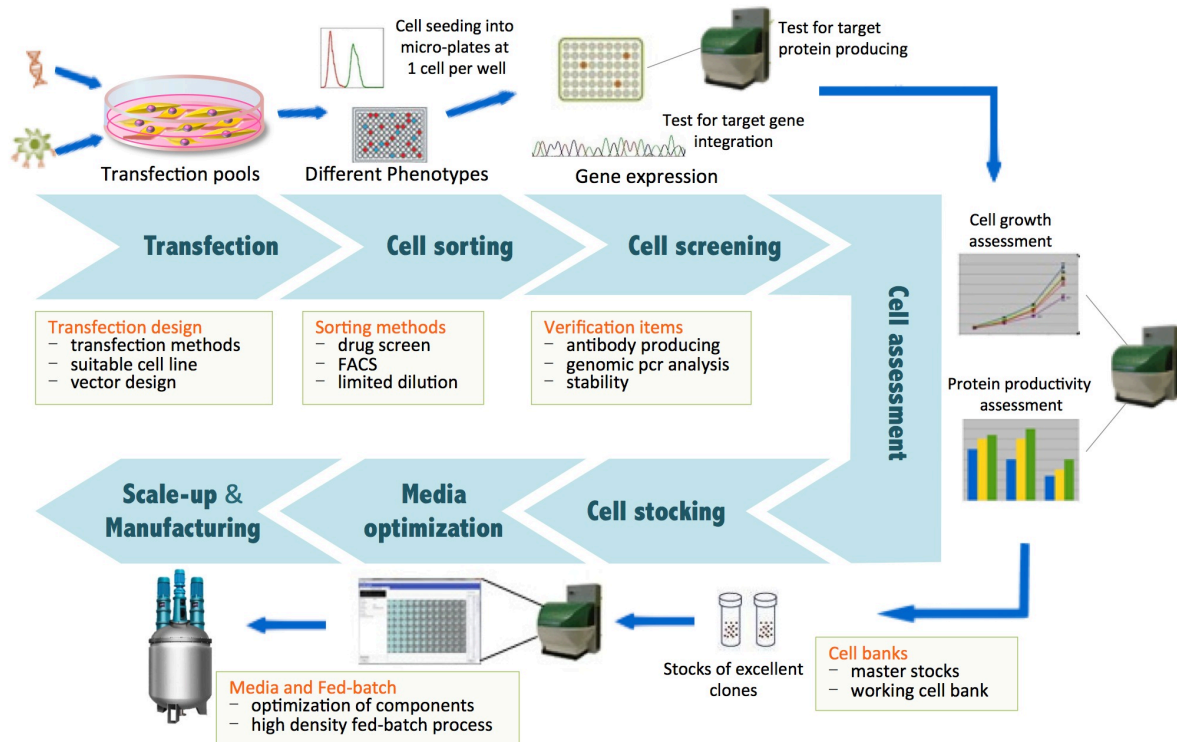 Cell seeding into
micro-plates at
1 cell per well
Test for target
protein producing
Test for target gene
integration
Transfection pools
Different Phenotypes
Gene expression
Transfection
Cell sorting
Cell screening
Cell assessment
Cell growth
assessment
Transfection design
– transfection methods
– suitable cell line
– vector design
Sorting methods
– drug screen
– FACS
– limited dilution
Verification items
– antibody producing
– genomic pcr analysis
– stability
Protein productivity
assessment
Scale-up &
Manufacturing
Media
optimization
Cell stocking
Stocks of excellent
clones
Cell banks
– master stocks
– working cell bank
Media and Fed-batch
– optimization of components
– high density fed-batch process